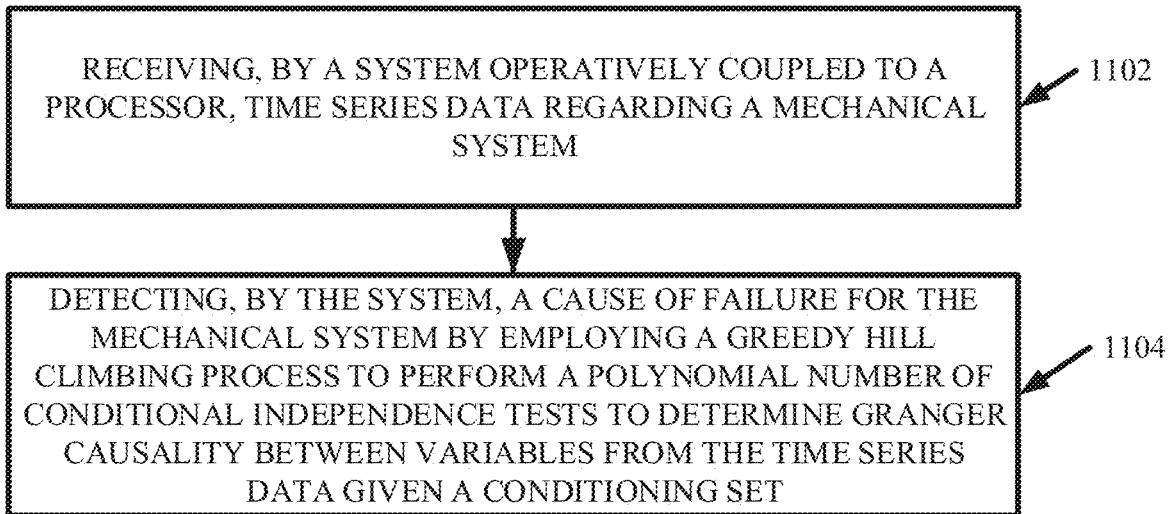 RECEIVING, BY A SYSTEM OPERATIVELY COUPLED TO A
PROCESSOR, TIME SERIES DATA REGARDING A MECHANICAL
SYSTEM
1102
DETECTING, BY THE SYSTEM, A CAUSE OF FAILURE FOR THE
MECHANICAL SYSTEM BY EMPLOYING A GREEDY HILL
CLIMBING PROCESS TO PERFORM A POLYNOMIAL NUMBER OF
CONDITIONAL INDEPENDENCE TESTS TO DETERMINE GRANGER
CAUSALITY BETWEEN VARIABLES FROM THE TIME SERIES
DATA GIVEN A CONDITIONING SET
1104